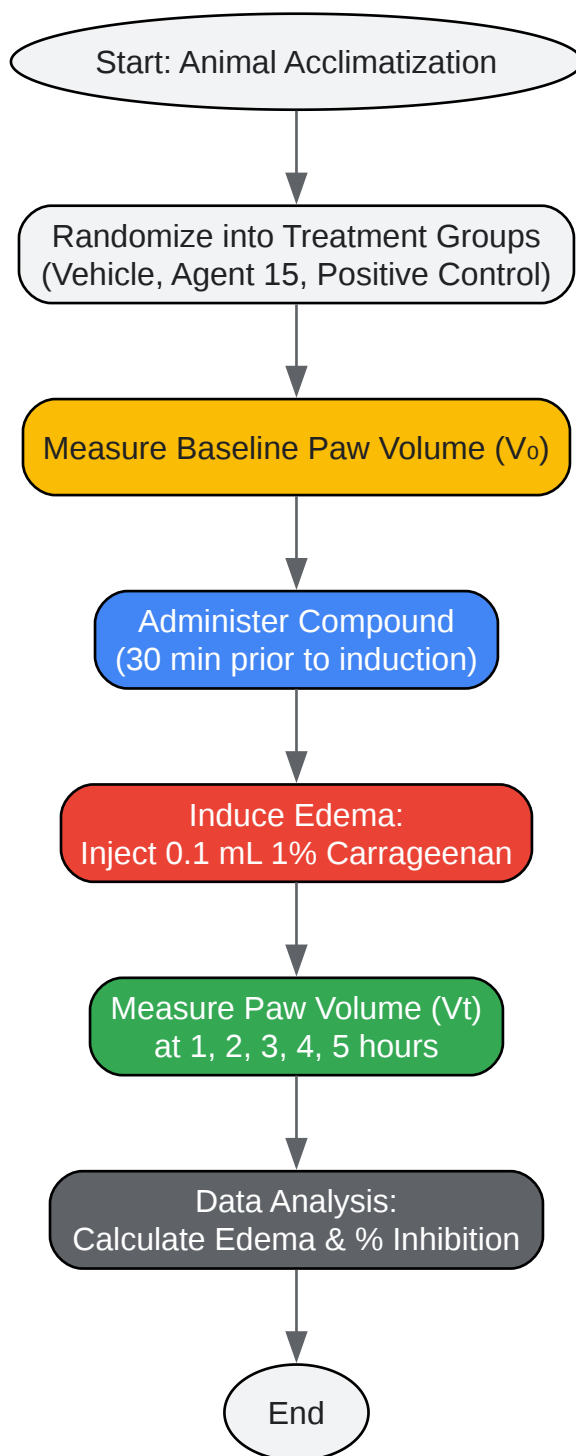 Start: Animal Acclimatization
Randomize into Treatment Groups
(Vehicle, Agent 15, Positive Control)
Measure Baseline Paw Volume (V₀)
Administer Compound
(30 min prior to induction)
Induce Edema:
Inject 0.1 mL 1% Carrageenan
Measure Paw Volume (Vt)
at 1, 2, 3, 4, 5 hours
Data Analysis:
Calculate Edema & % Inhibition
End